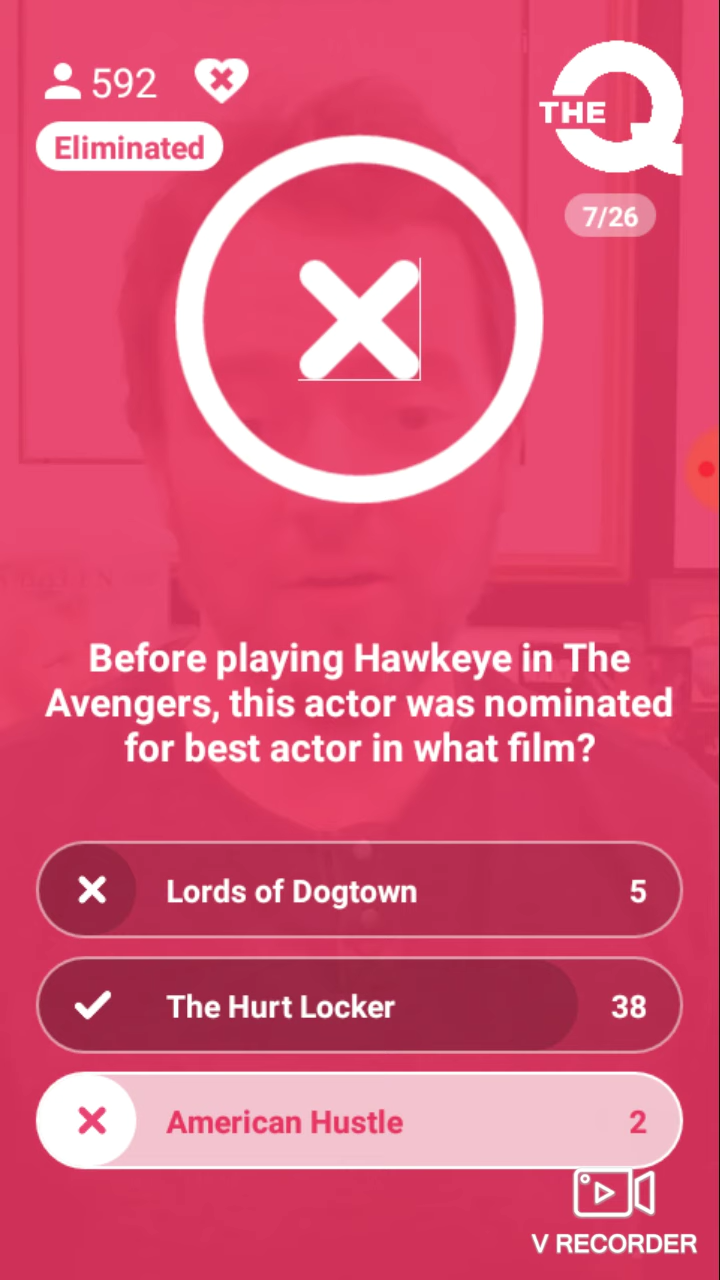 592
THE Q
Eliminated
7/26
Before playing Hawkeye in The
Avengers, this actor was nominated
for best actor in what film?
Lords of Dogtown 5
The Hurt Locker 38
American Hustle 2
V RECORDER